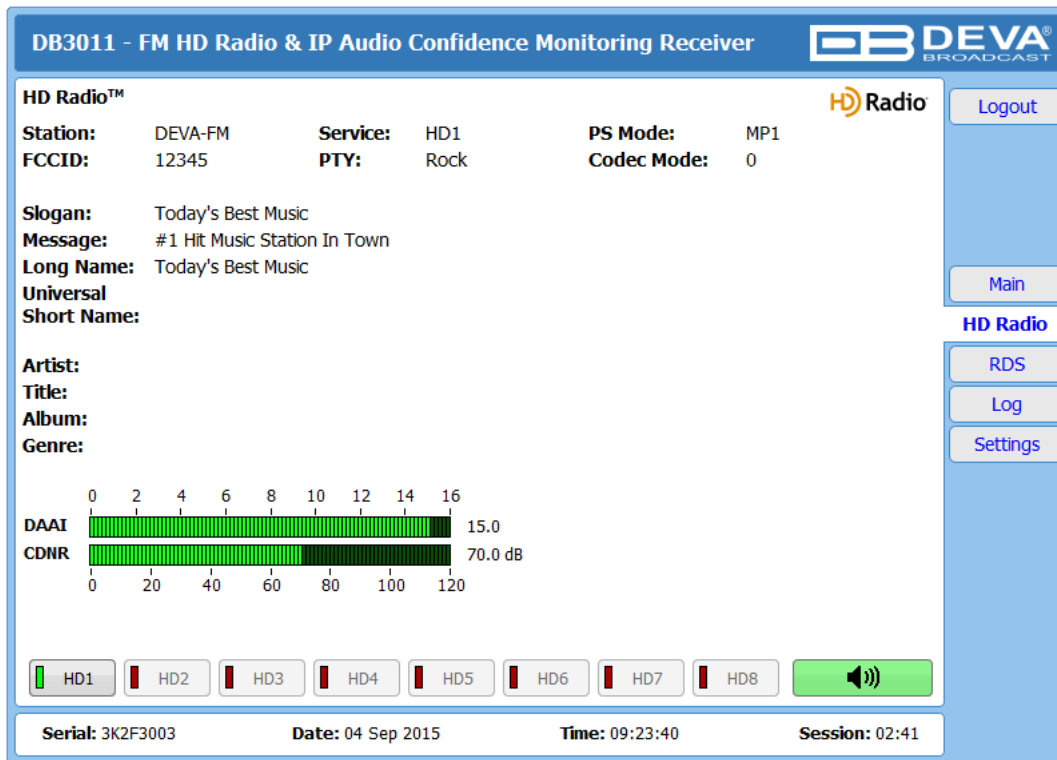 DB3011 - FM HD Radio & IP Audio Confidence Monitoring Receiver
DEVA®
BROADCAST
HD Radio™
HD Radio
Logout
Station: DEVA-FM Service: HD1 PS Mode: MP1
FCCID: 12345 PTY: Rock Codec Mode: 0
Slogan: Today's Best Music
Message: #1 Hit Music Station In Town
Long Name: Today's Best Music
Universal
Short Name:
Main
HD Radio
Artist:
RDS
Title:
Album:
Log
Genre:
Settings
0 2 4 6 8 10 12 14 16
DAAI 15.0
CDNR 70.0 dB
0 20 40 60 80 100 120
HD1 HD2 HD3 HD4 HD5 HD6 HD7 HD8
Serial: 3K2F3003 Date: 04 Sep 2015 Time: 09:23:40 Session: 02:41